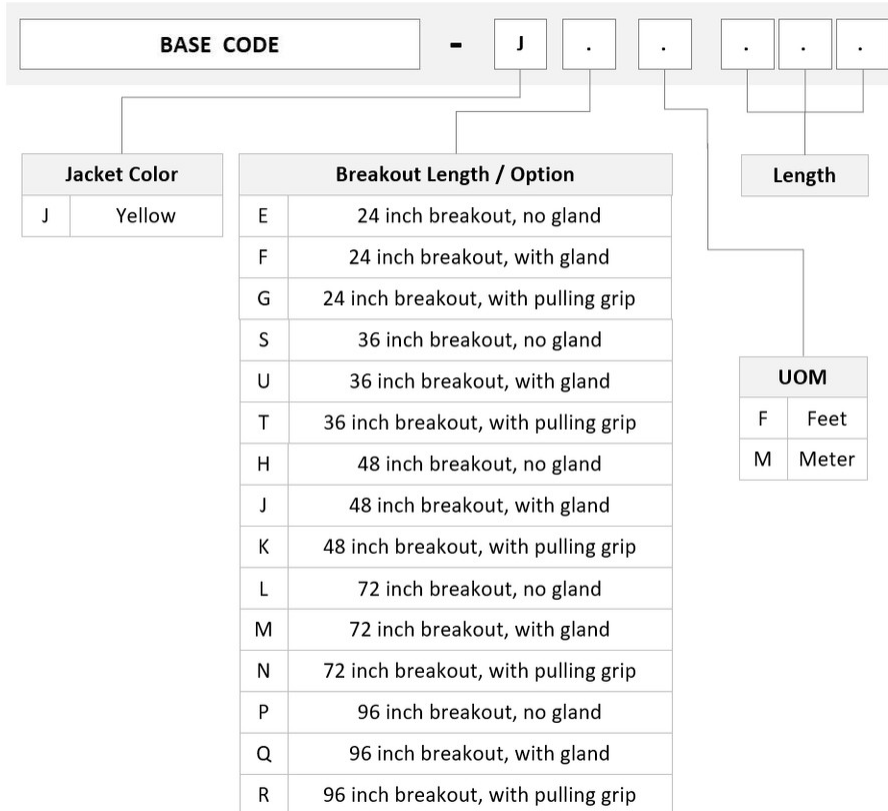 BASE CODE - J . . . . .
Jacket Color
J Yellow
Breakout Length / Option
E 24 inch breakout, no gland
F 24 inch breakout, with gland
G 24 inch breakout, with pulling grip
S 36 inch breakout, no gland
U 36 inch breakout, with gland
T 36 inch breakout, with pulling grip
H 48 inch breakout, no gland
J 48 inch breakout, with gland
K 48 inch breakout, with pulling grip
L 72 inch breakout, no gland
M 72 inch breakout, with gland
N 72 inch breakout, with pulling grip
P 96 inch breakout, no gland
Q 96 inch breakout, with gland
R 96 inch breakout, with pulling grip
Length
UOM
F Feet
M Meter